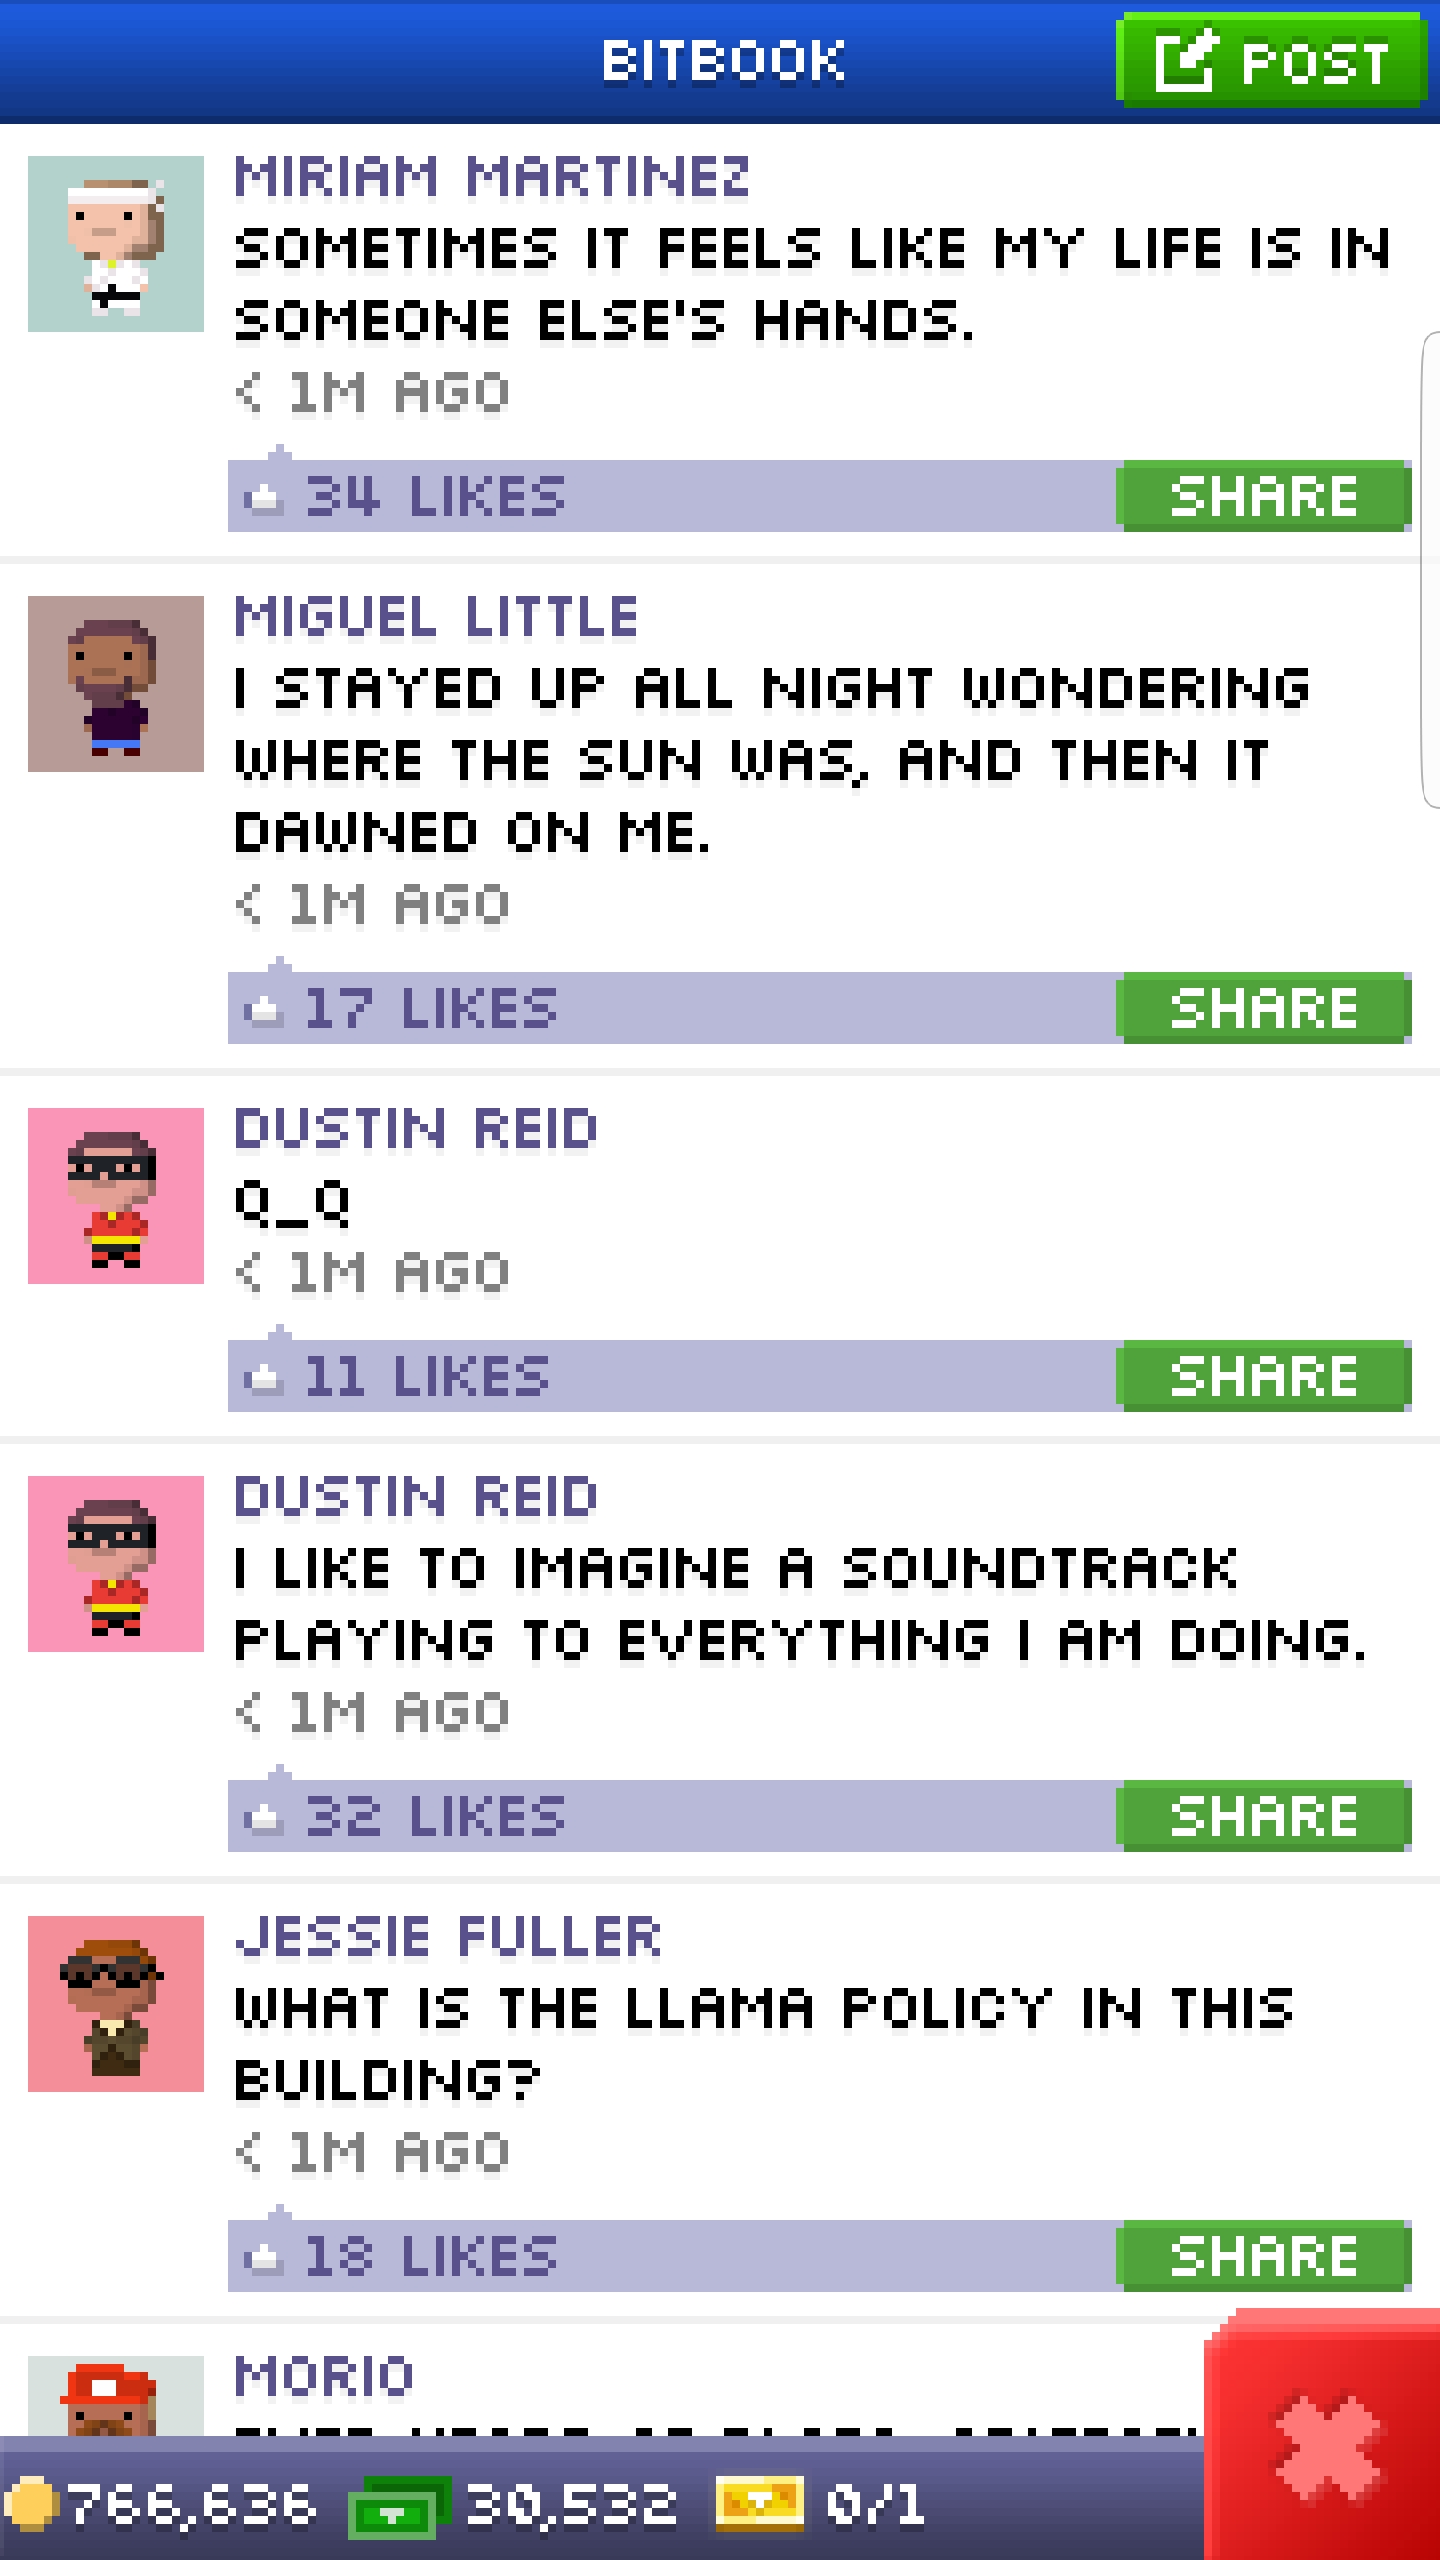 BITBOOK
POST
MIRIAM MARTINEZ
SOMETIMES IT FEELS LIKE MY LIFE IS IN
SOMEONE ELSE'S HANDS.
< 1M AGO
34 LIKES SHARE
MIGUEL LITTLE
I STAYED UP ALL NIGHT WONDERING
WHERE THE SUN WAS, AND THEN IT
DAWNED ON ME.
< 1M AGO
17 LIKES SHARE
DUSTIN REID
Q_Q
< 1M AGO
11 LIKES SHARE
DUSTIN REID
I LIKE TO IMAGINE A SOUNDTRACK
PLAYING TO EVERYTHING I AM DOING.
< 1M AGO
32 LIKES SHARE
JESSIE FULLER
WHAT IS THE LLAMA POLICY IN THIS
BUILDING?
< 1M AGO
18 LIKES SHARE
MORIO
766,636 30,532 0/1